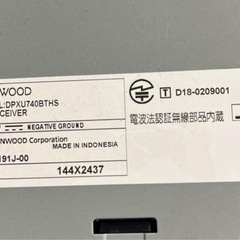 WOOD
L:DPXU740BTHS
CEIVER
NEGATIVE GROUND
NWOOD Corporation
MADE IN INDONESIA
191J-00
144X2437
T D18-0209001
電波法認証無線部品内蔵